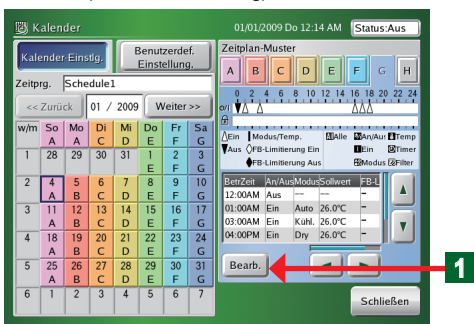 Kalender
01/01/2009 Do 12:14 AM Status:Aus
Kalender-Einstlg.
Benutzerdef. Einstellung.
Zeitprg. Schedule1
<< Zurück 01 / 2009 Weiter >>
w/m So Mo Di Mi Do Fr Sa
A B C D E F G
1 28 29 30 31 1 2 3
E F G
2 4 5 6 7 8 9 10
A B C D E F G
3 11 12 13 14 15 16 17
A B C D E F G
4 18 19 20 21 22 23 24
A B C D E F G
5 25 26 27 28 29 30 31
A B C D E F G
6 1 2 3 4 5 6 7
Zeitplan-Muster
A B C D E F G H
0 2 4 6 8 10 12 14 16 18 20 22 24
Ein Modus/Temp. Alle An/Aus Temp
Aus FB-Limitierung Ein Ein Timer
FB-Limitierung Aus Modus Filter
BetrZeit An/Aus Modus Sollwert FB-L
12:00AM Aus -- -- --
01:00AM Ein Auto 26.0°C --
03:00AM Ein Kühl. 26.0°C --
04:00PM Ein Dry 26.0°C --
Bearb.
1
Schließen